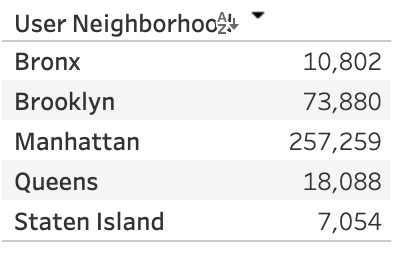 User Neighborhoo
Bronx 10,802
Brooklyn 73,880
Manhattan 257,259
Queens 18,088
Staten Island 7,054